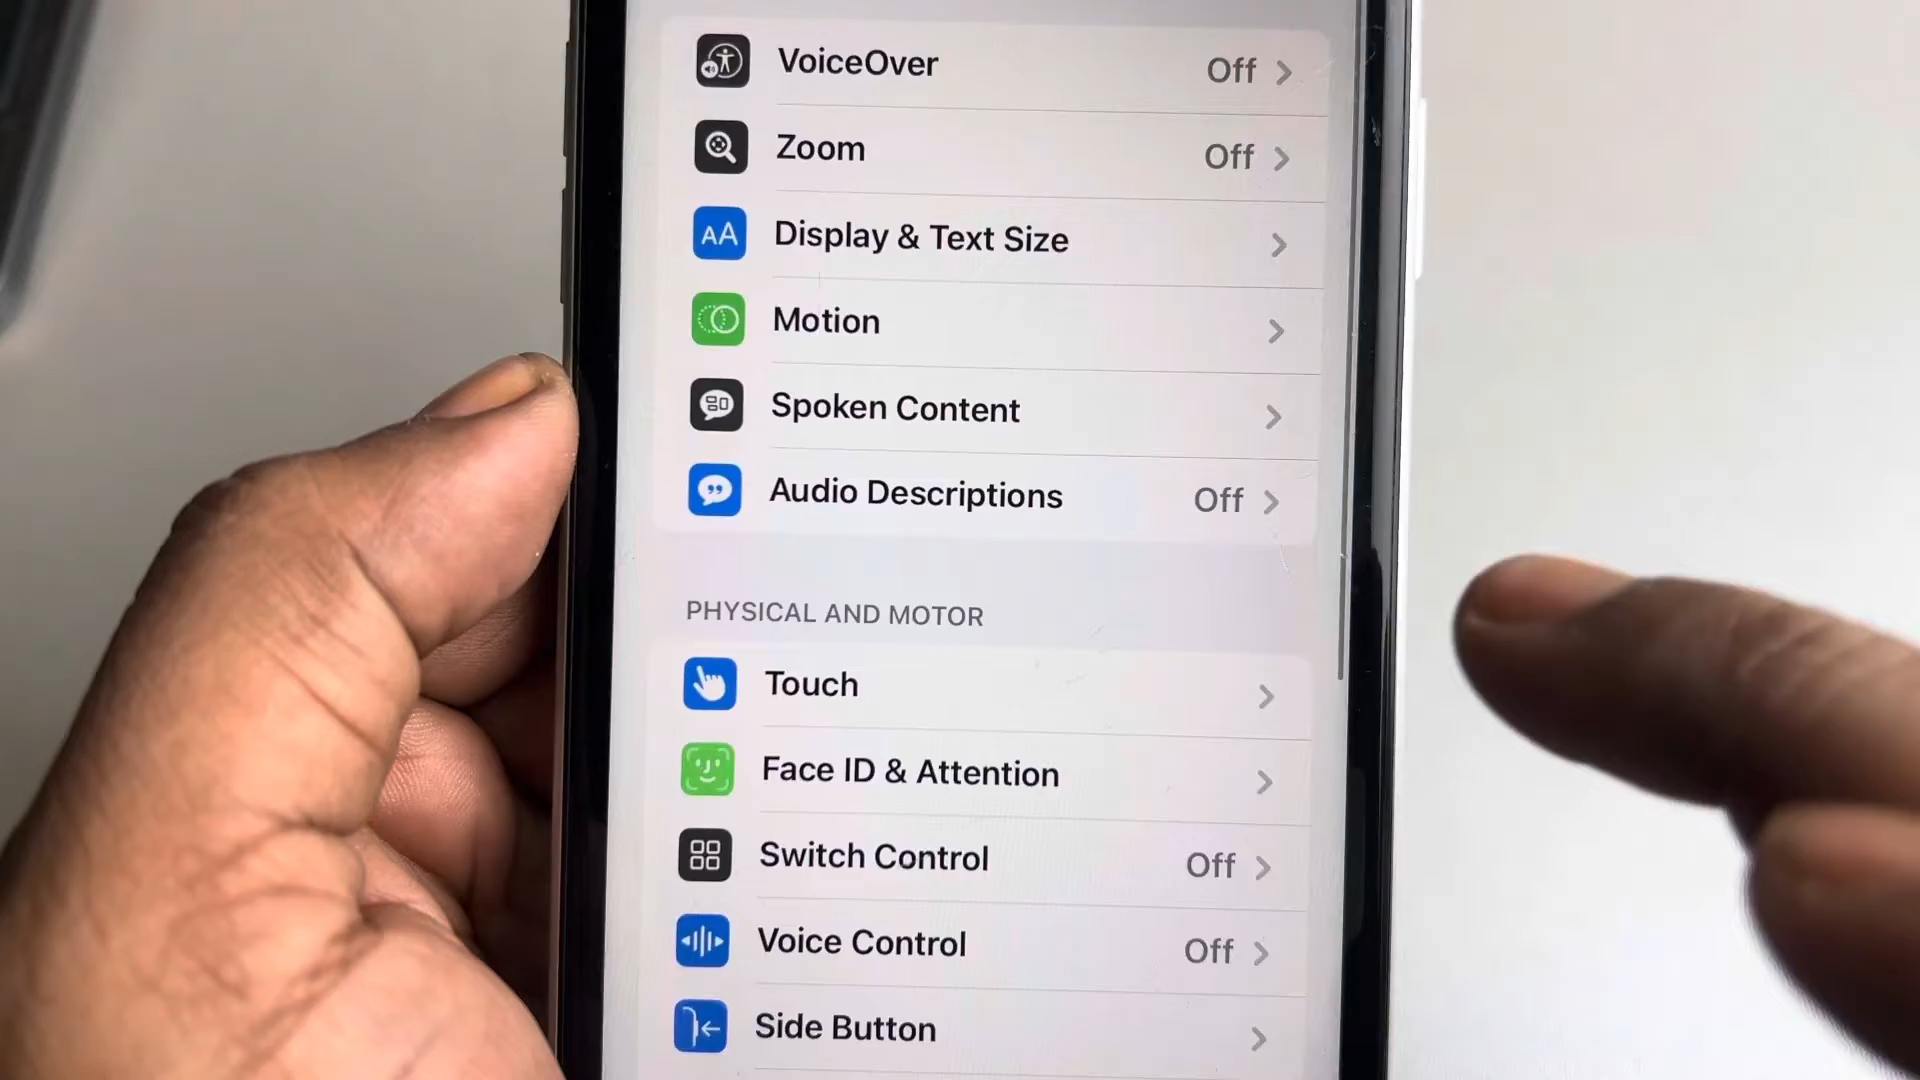 VoiceOver Off
Zoom Off
AA Display & Text Size
Motion
Spoken Content
Audio Descriptions Off
PHYSICAL AND MOTOR
Touch
Face ID & Attention
Switch Control Off
Voice Control Off
Side Button